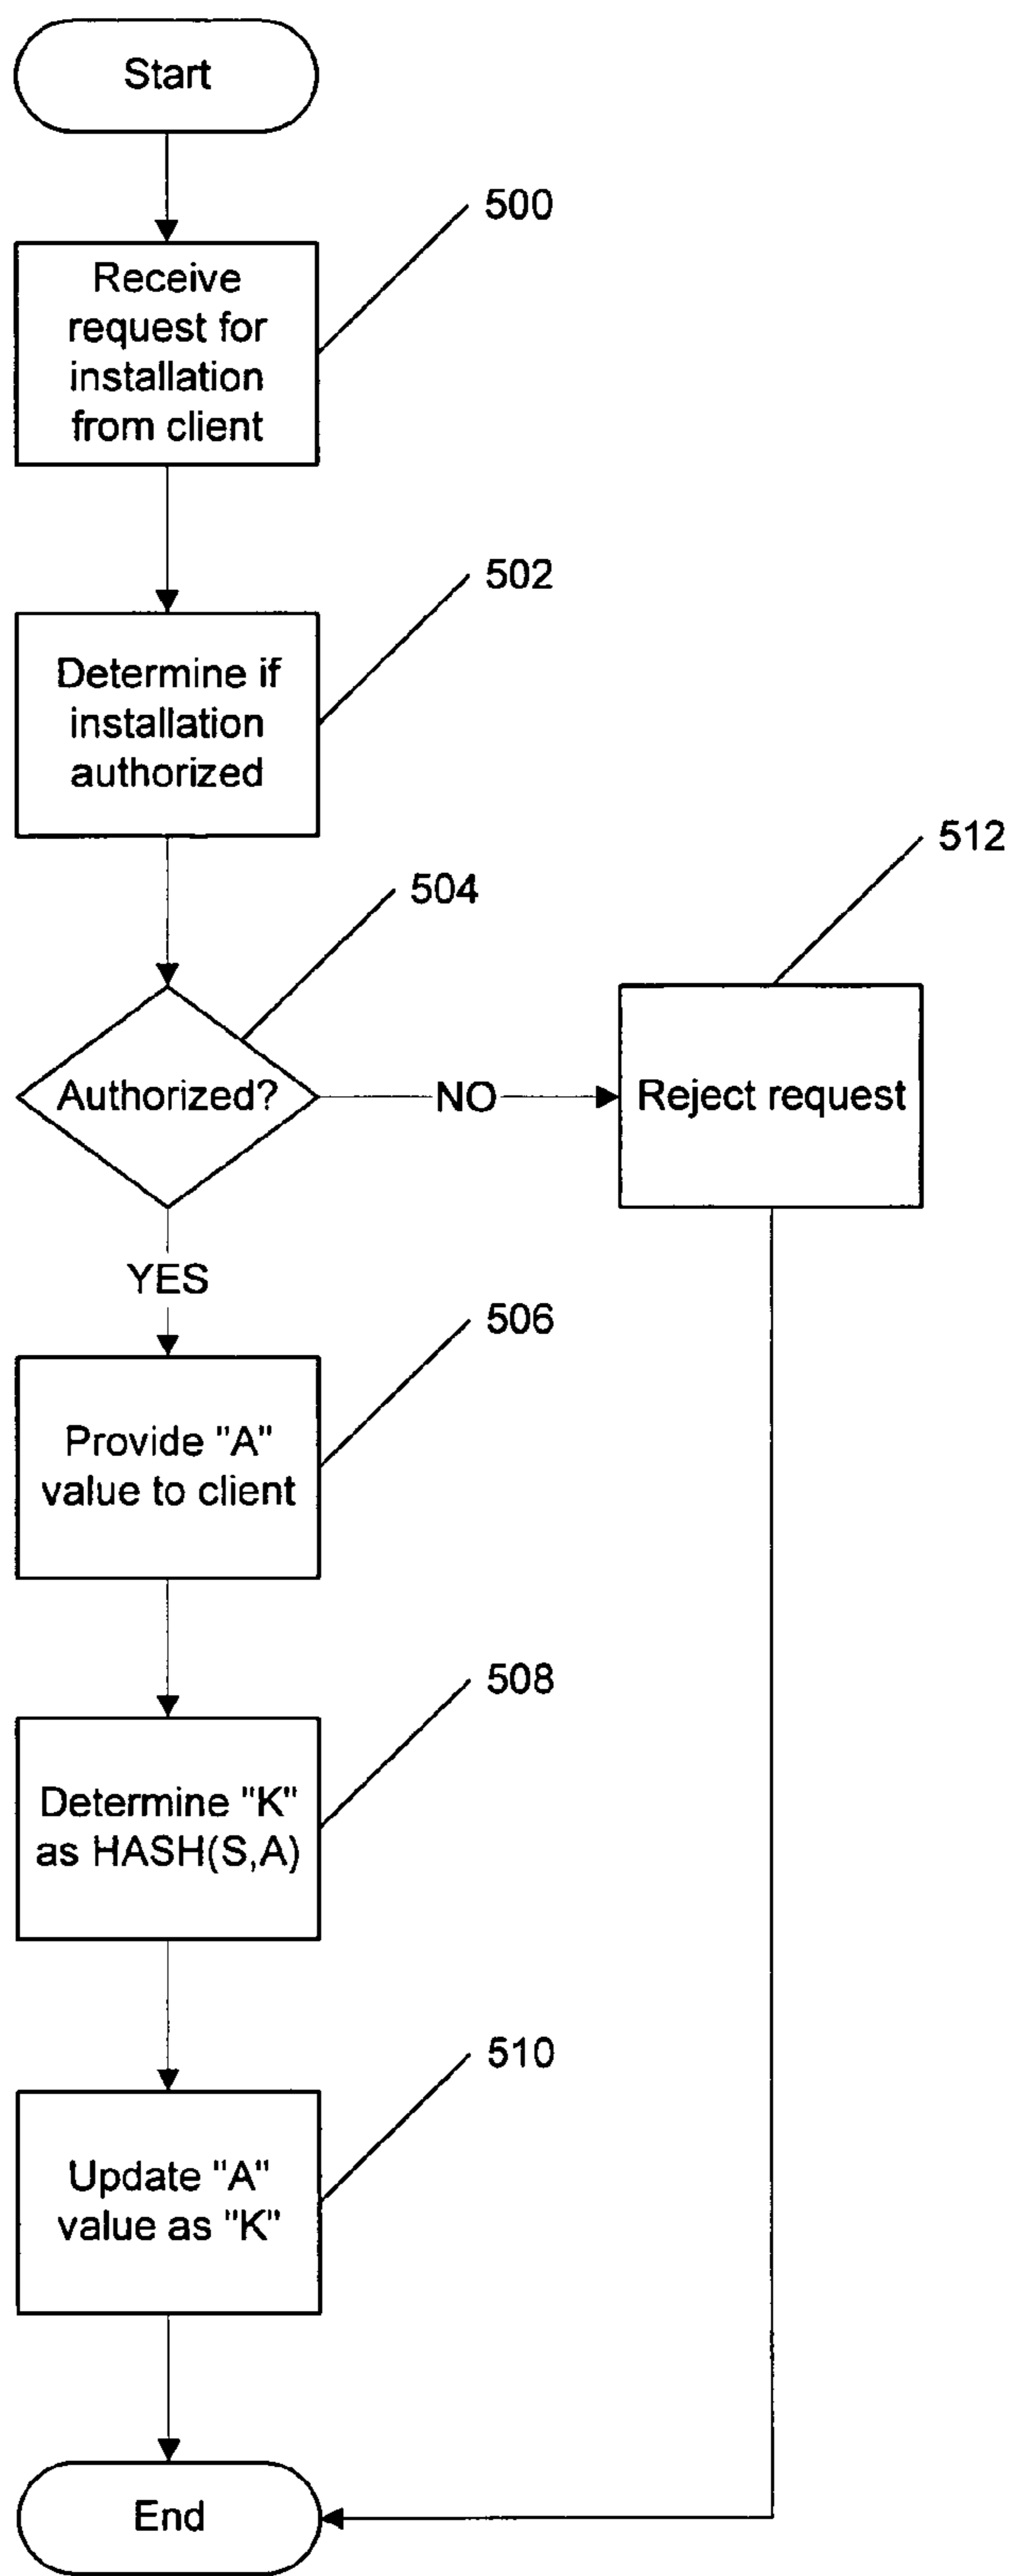 Start
500
Receive
request for
installation
from client
502
Determine if
installation
authorized
512
504
Authorized?
NO
Reject request
YES
506
Provide "A"
value to client
508
Determine "K"
as HASH(S,A)
510
Update "A"
value as "K"
End